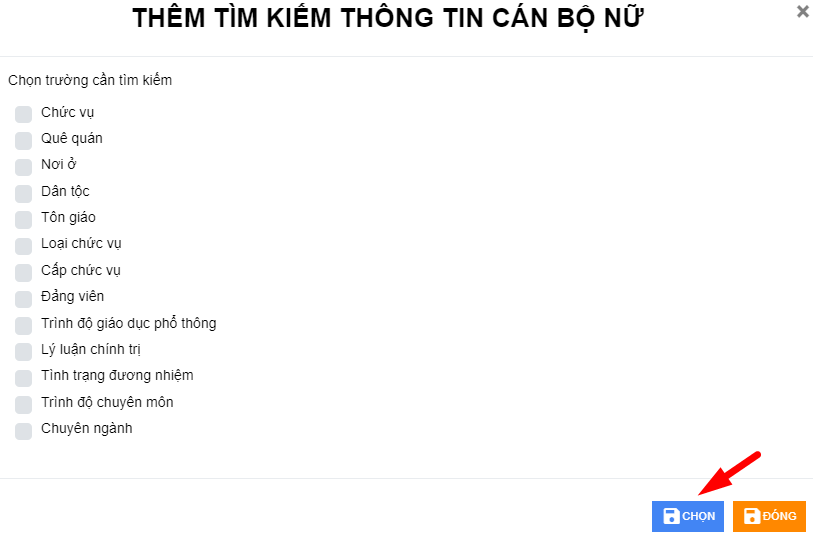 THÊM TÌM KIẾM THÔNG TIN CÁN BỘ NỮ
×
Chọn trường cần tìm kiếm
Chức vụ
Quê quán
Nơi ở
Dân tộc
Tôn giáo
Loại chức vụ
Cấp chức vụ
Đảng viên
Trình độ giáo dục phổ thông
Lý luận chính trị
Tình trạng đương nhiệm
Trình độ chuyên môn
Chuyên ngành
CHỌN ĐÓNG